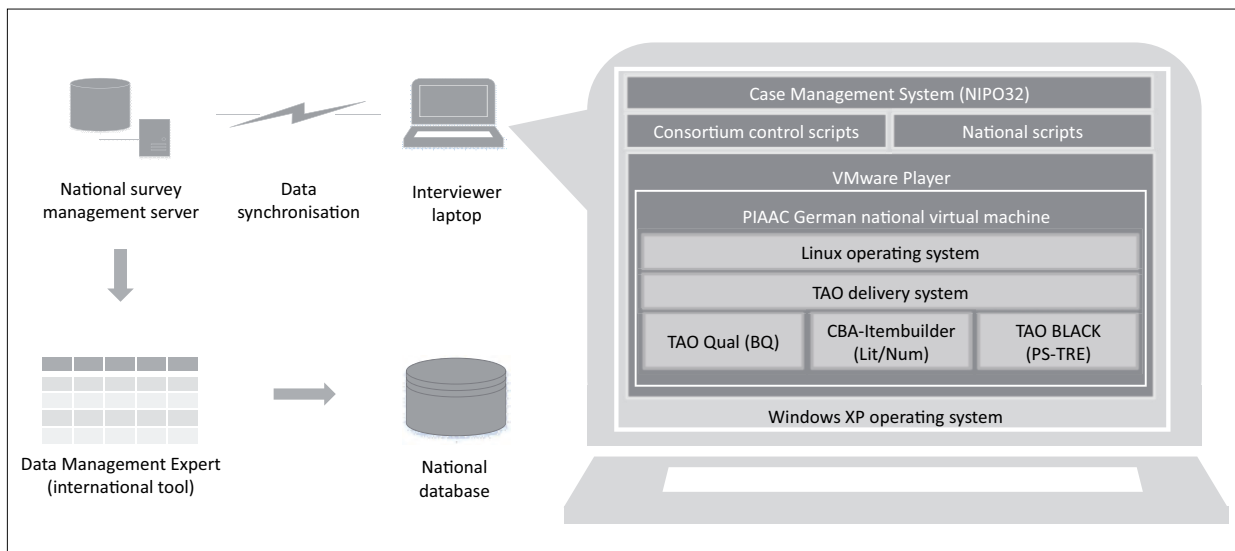 National survey
management server
Data
synchronisation
Interviewer
laptop
Data Management Expert
(international tool)
National
database
Case Management System (NIPO32)
Consortium control scripts
National scripts
VMware Player
PIAAC German national virtual machine
Linux operating system
TAO delivery system
TAO Qual (BQ)
CBA-Itembuilder
(Lit/Num)
TAO BLACK
(PS-TRE)
Windows XP operating system